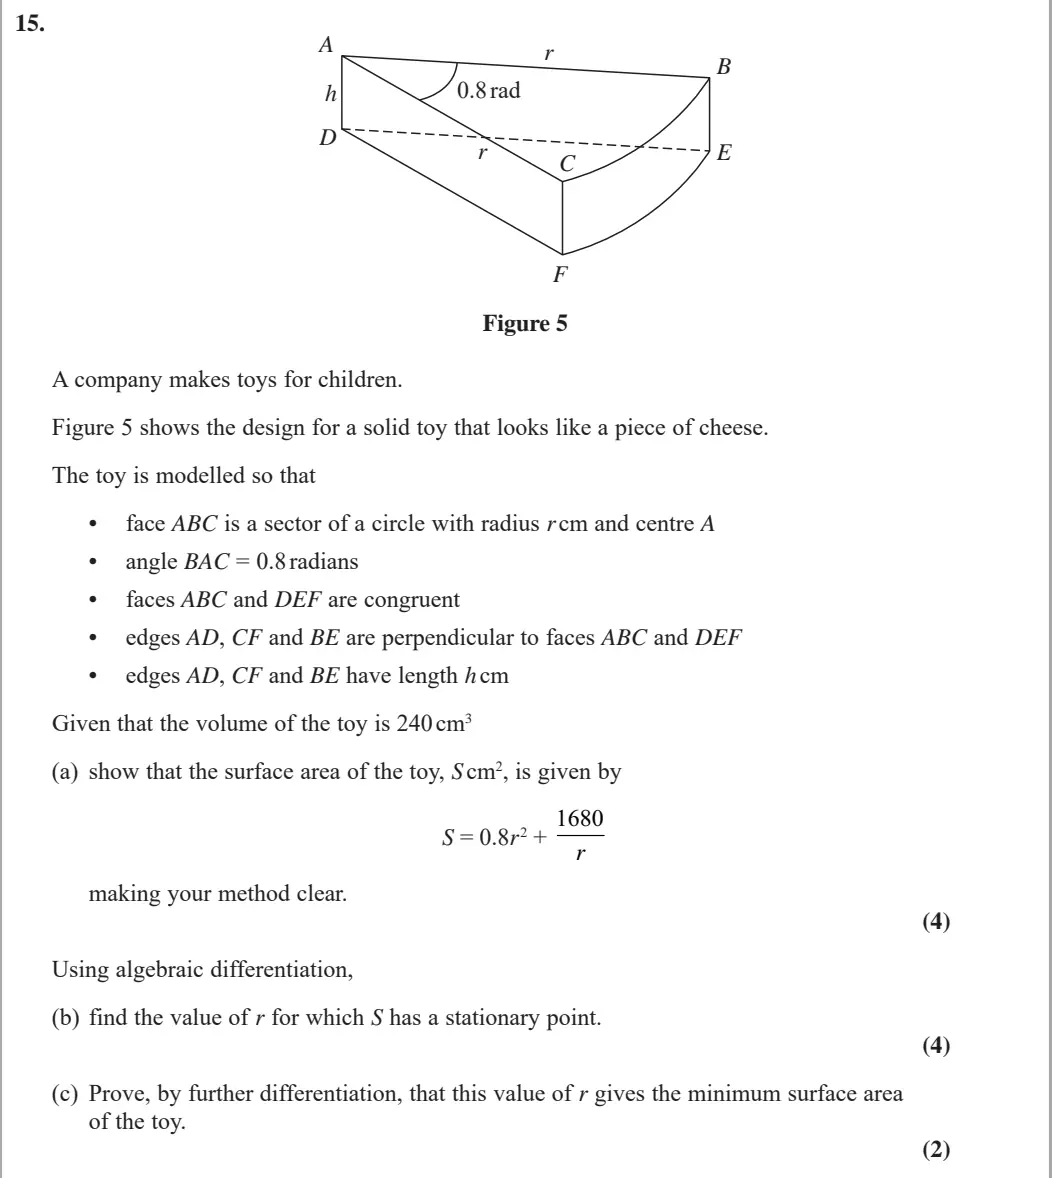 15.
A
r
B
h
0.8 rad
D
r
C
E
F
Figure 5
A company makes toys for children.
Figure 5 shows the design for a solid toy that looks like a piece of cheese.
The toy is modelled so that
• face ABC is a sector of a circle with radius r cm and centre A
• angle BAC = 0.8 radians
• faces ABC and DEF are congruent
• edges AD, CF and BE are perpendicular to faces ABC and DEF
• edges AD, CF and BE have length h cm
Given that the volume of the toy is 240 cm³
(a) show that the surface area of the toy, S cm², is given by
S = 0.8r² + 1680/r
making your method clear.
(4)
Using algebraic differentiation,
(b) find the value of r for which S has a stationary point.
(4)
(c) Prove, by further differentiation, that this value of r gives the minimum surface area
of the toy.
(2)